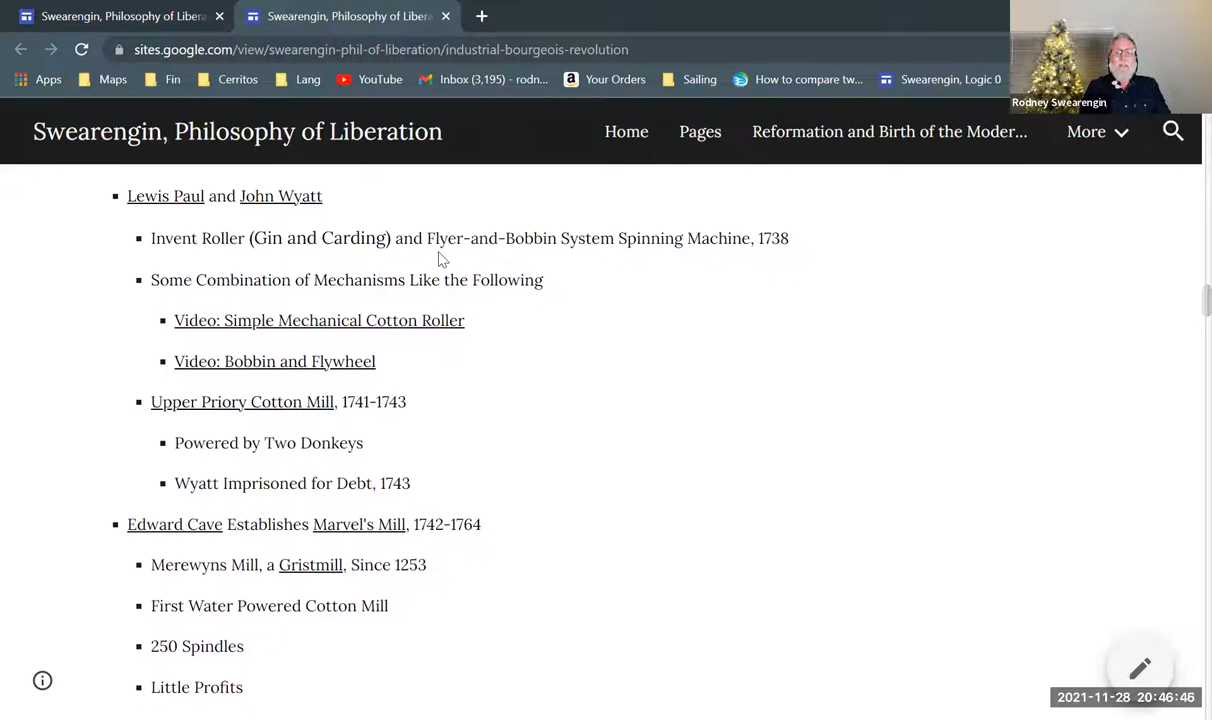 Swearengin, Philosophy of Libera
Swearengin, Philosophy of Libera
sites.google.com/view/swearengin-phil-of-liberation/industrial-bourgeois-revolution
Apps Maps Fin Cerritos Lang YouTube Inbox (3,195) - rodn... Your Orders Sailing How to compare tw... Swearengin, Logic 0
Rodney Swearengin
Swearengin, Philosophy of Liberation
Home Pages Reformation and Birth of the Moder... More
Lewis Paul and John Wyatt
Invent Roller (Gin and Carding) and Flyer-and-Bobbin System Spinning Machine, 1738
Some Combination of Mechanisms Like the Following
Video: Simple Mechanical Cotton Roller
Video: Bobbin and Flywheel
Upper Priory Cotton Mill, 1741-1743
Powered by Two Donkeys
Wyatt Imprisoned for Debt, 1743
Edward Cave Establishes Marvel's Mill, 1742-1764
Merewyns Mill, a Gristmill, Since 1253
First Water Powered Cotton Mill
250 Spindles
Little Profits
2021-11-28 20:46:46